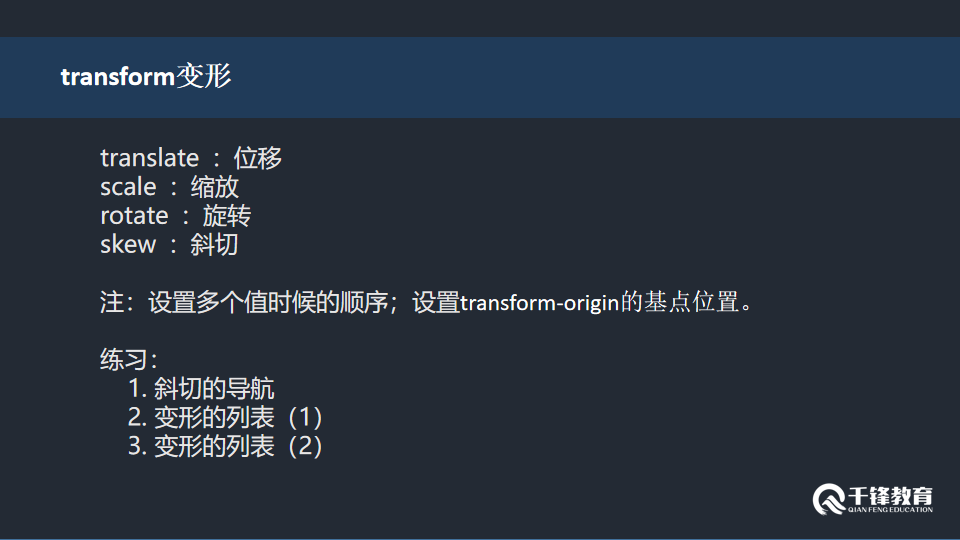 transform变形
translate ：位移
scale ：缩放
rotate ：旋转
skew ：斜切
注：设置多个值时候的顺序；设置transform-origin的基点位置。
练习：
1. 斜切的导航
2. 变形的列表（1）
3. 变形的列表（2）
千锋教育
QIAN FENG EDUCATION